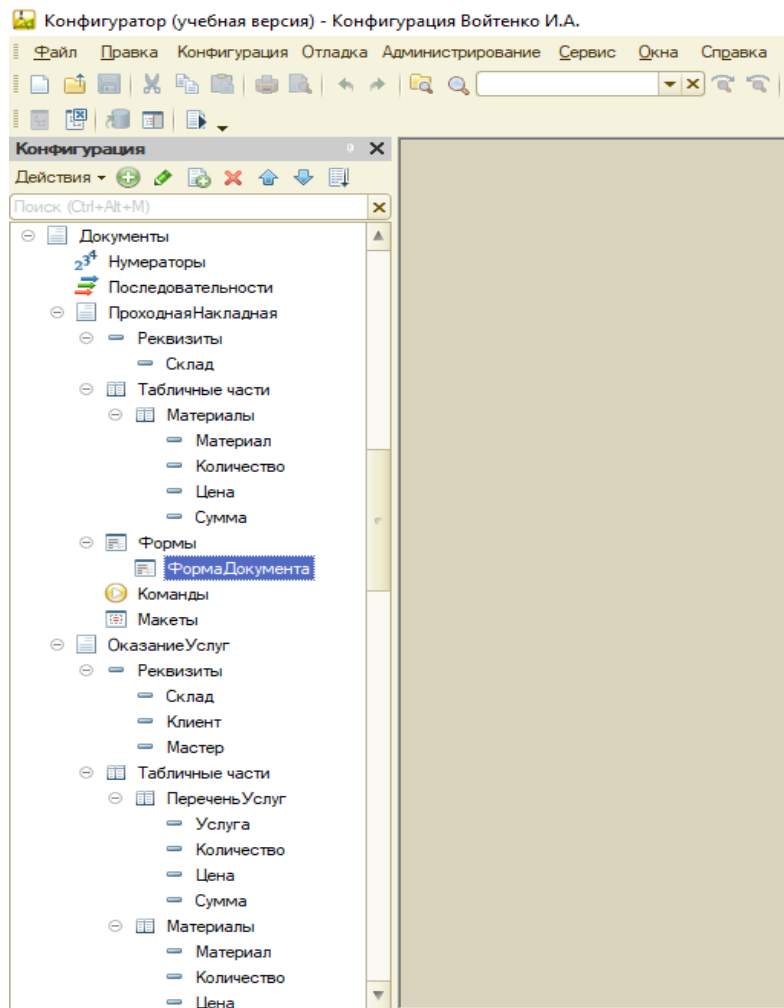 Конфигуратор (учебная версия) - Конфигурация Войтенко И.А.
Файл Правка Конфигурация Отладка Администрирование Сервис Окна Справка
Конфигурация
Действия
Поиск (Ctrl+Alt+M)
Документы
Нумераторы
Последовательности
ПроходнаяНакладная
Реквизиты
Склад
Табличные части
Материалы
Материал
Количество
Цена
Сумма
Формы
ФормаДокумента
Команды
Макеты
ОказаниеУслуг
Реквизиты
Склад
Клиент
Мастер
Табличные части
ПереченьУслуг
Услуга
Количество
Цена
Сумма
Материалы
Материал
Количество
Цена